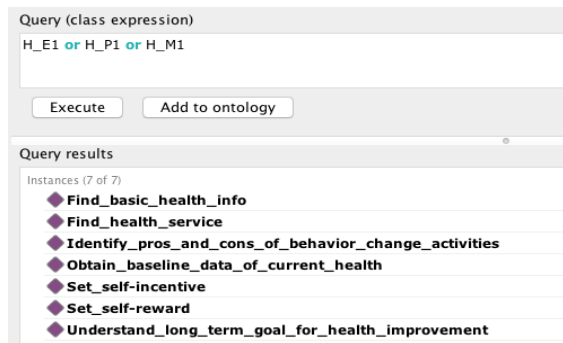 Query (class expression)
H_E1 or H_P1 or H_M1
Execute Add to ontology
Query results
Instances (7 of 7)
Find_basic_health_info
Find_health_service
Identify_pros_and_cons_of_behavior_change_activities
Obtain_baseline_data_of_current_health
Set_self-incentive
Set_self-reward
Understand_long_term_goal_for_health_improvement